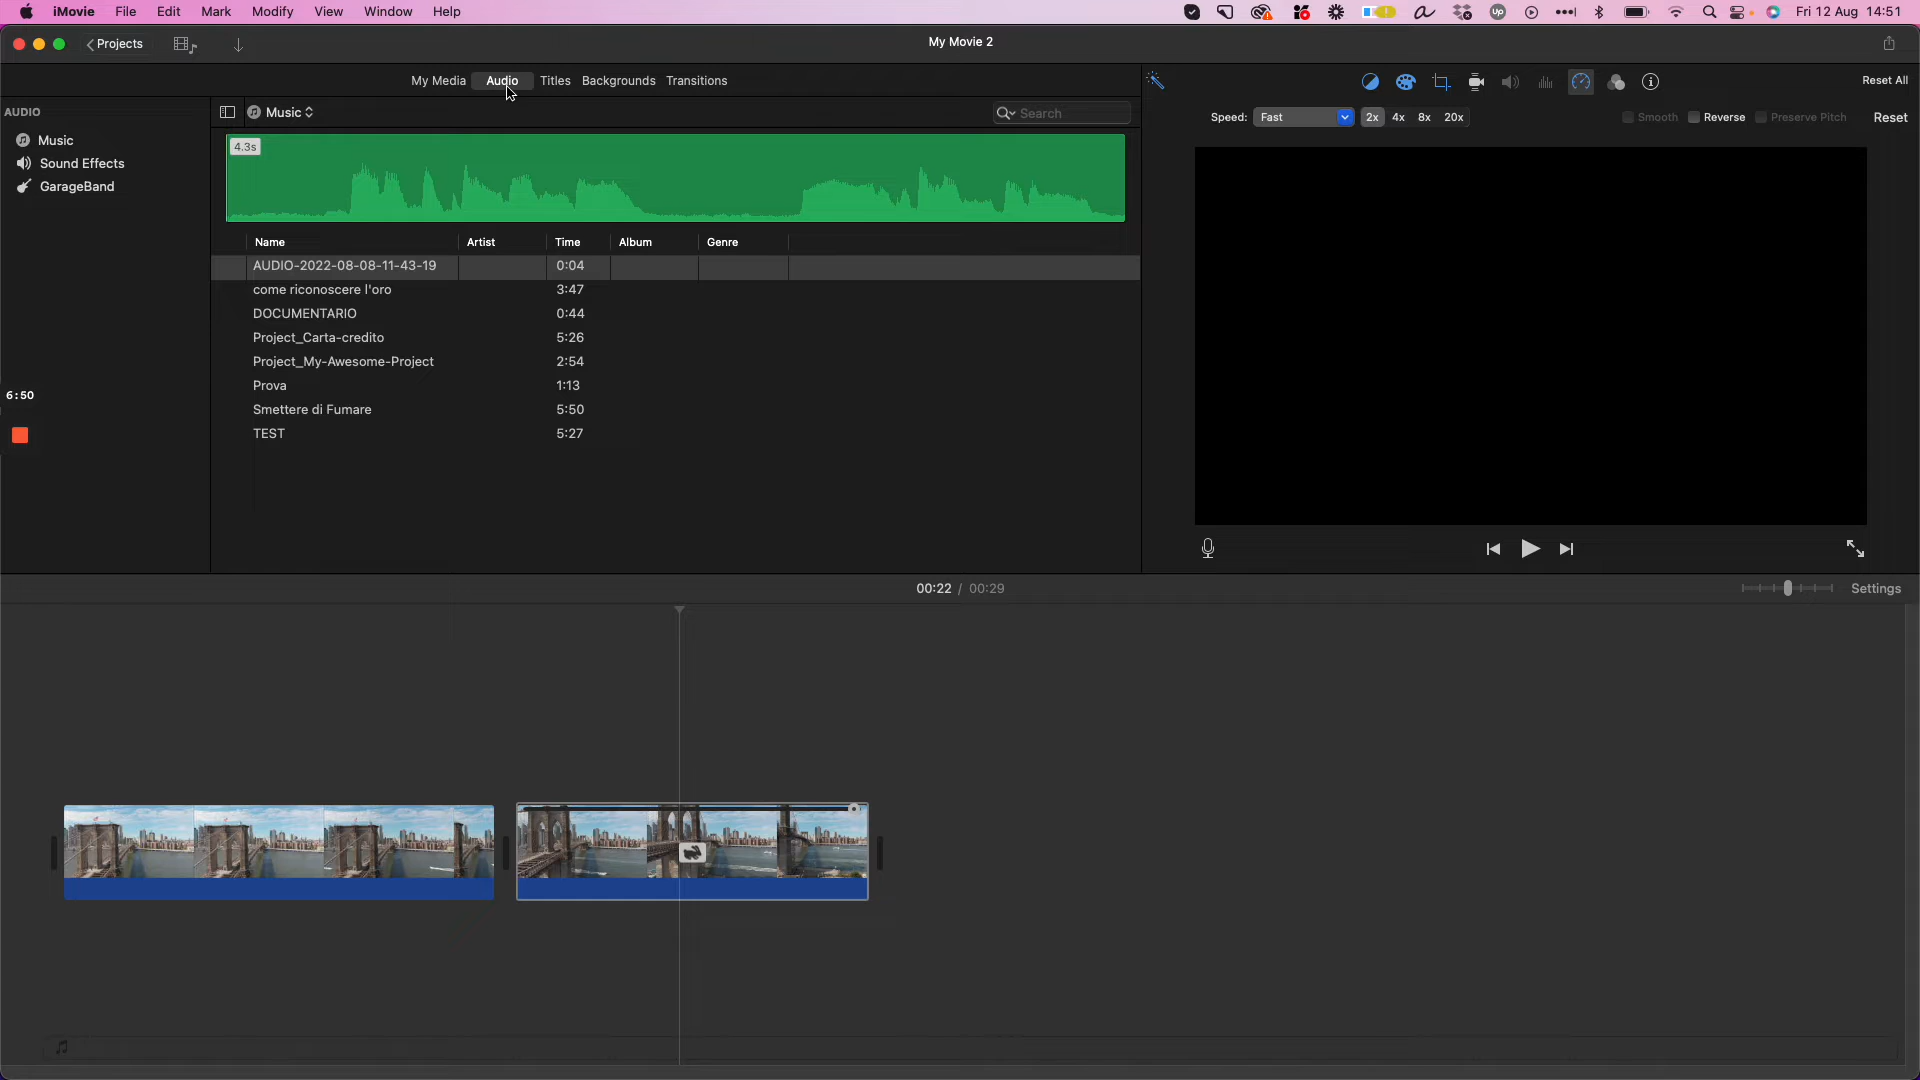 iMovie File Edit Mark Modify View Window Help Fri 12 Aug 14:51
Projects My Movie 2
My Media Audio Titles Backgrounds Transitions Reset All
AUDIO Music Search Speed: Fast 2x 4x 8x 20x Smooth Reverse Preserve Pitch Reset
Music
Sound Effects
GarageBand
4.3s
Name Artist Time Album Genre
AUDIO-2022-08-08-11-43-19 0:04
come riconoscere l'oro 3:47
DOCUMENTARIO 0:44
Project_Carta-credito 5:26
Project_My-Awesome-Project 2:54
Prova 1:13
6:50
Smettere di Fumare 5:50
TEST 5:27
00:22 / 00:29 Settings